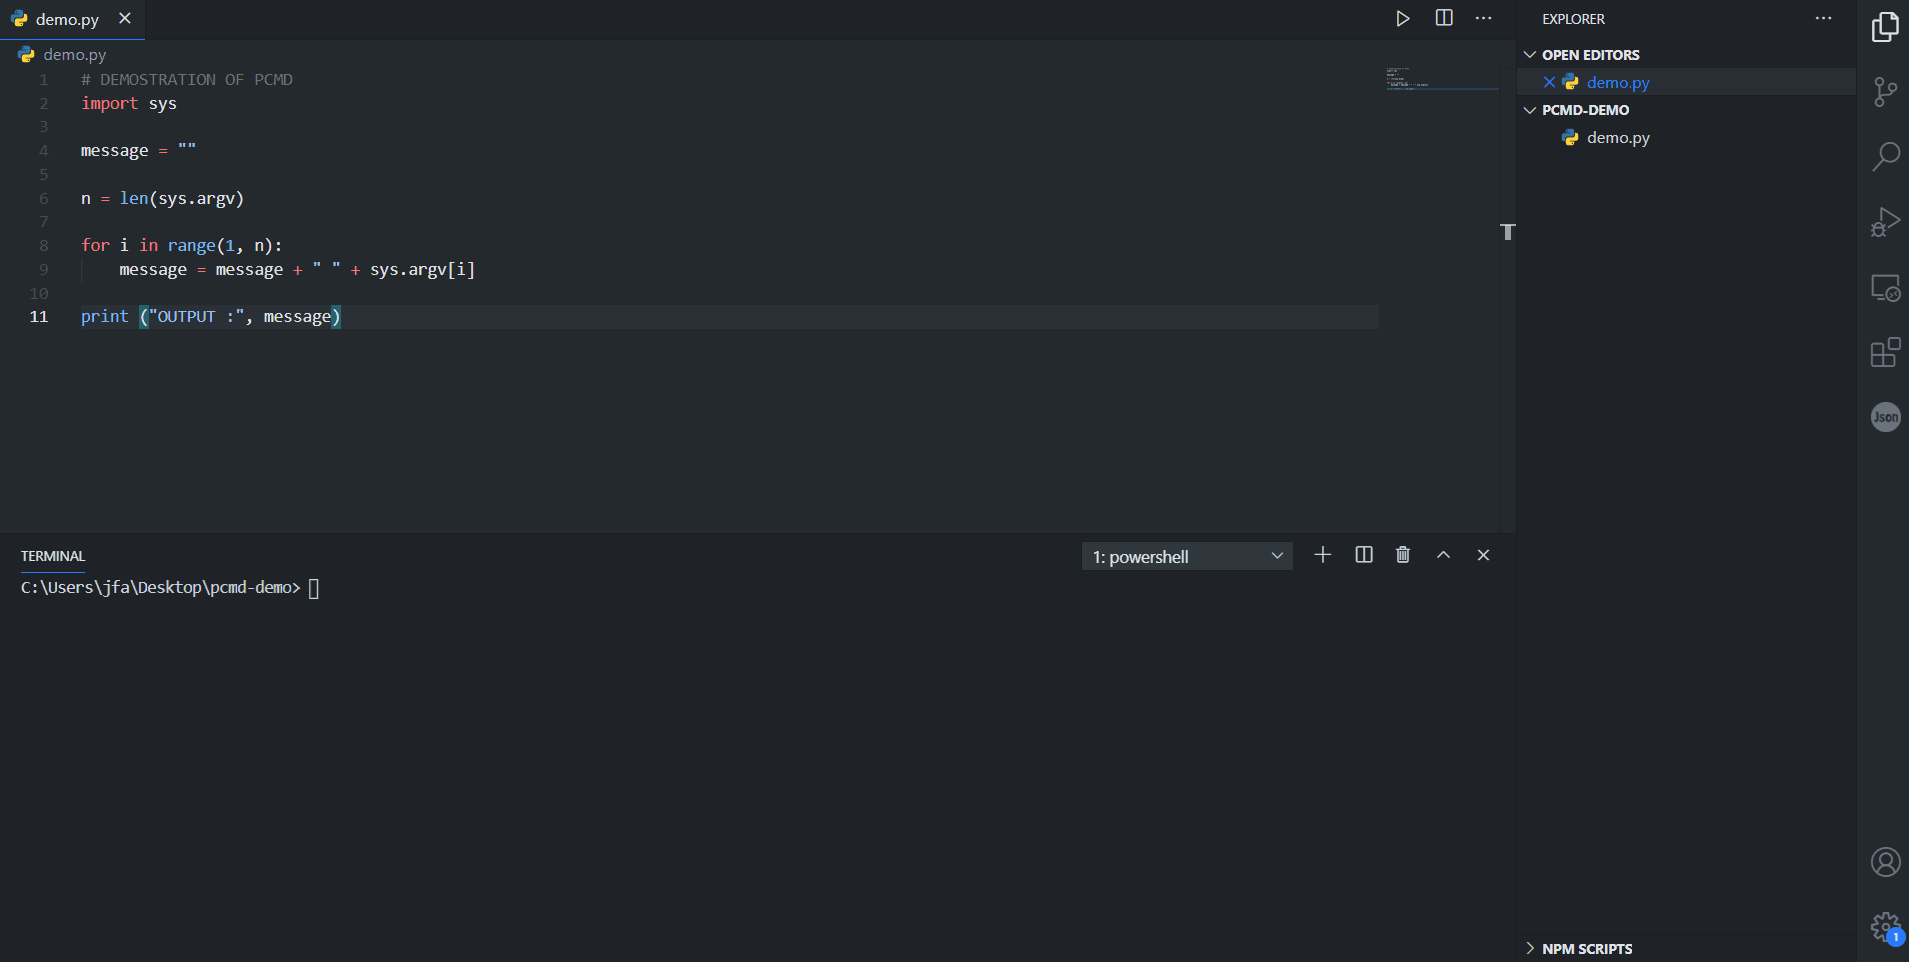 demo.py
demo.py
1 # DEMOSTRATION OF PCMD
2 import sys
3
4 message = ""
5
6 n = len(sys.argv)
7
8 for i in range(1, n):
9     message = message + " " + sys.argv[i]
10
11 print ("OUTPUT :", message)
TERMINAL
1: powershell
C:\Users\jfa\Desktop\pcmd-demo>
EXPLORER
OPEN EDITORS
demo.py
PCMD-DEMO
demo.py
NPM SCRIPTS
Json
1